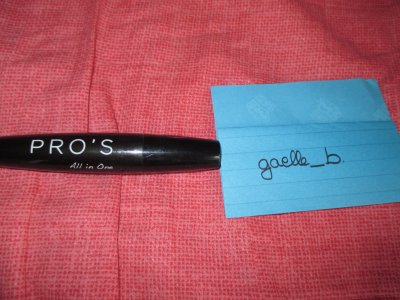 PRO'S
All in One
gaelle_b.